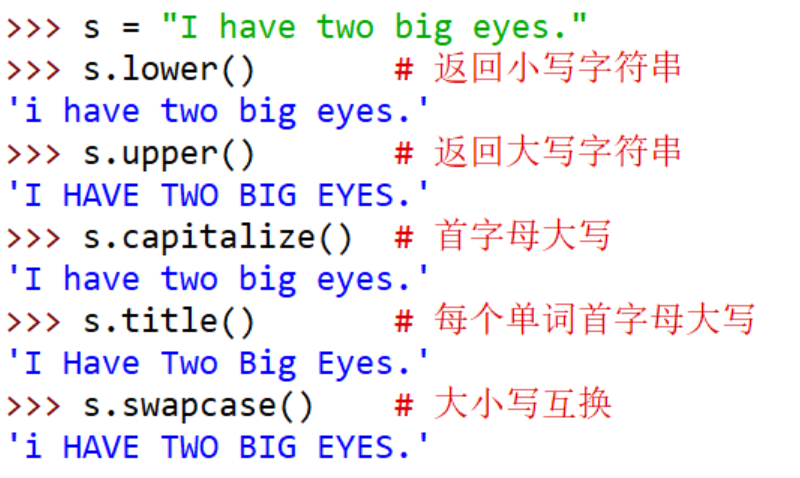 >>> s = "I have two big eyes."
>>> s.lower()       # 返回小写字符串
'i have two big eyes.'
>>> s.upper()       # 返回大写字符串
'I HAVE TWO BIG EYES.'
>>> s.capitalize()  # 首字母大写
'I have two big eyes.'
>>> s.title()       # 每个单词首字母大写
'I Have Two Big Eyes.'
>>> s.swapcase()    # 大小写互换
'i HAVE TWO BIG EYES.'